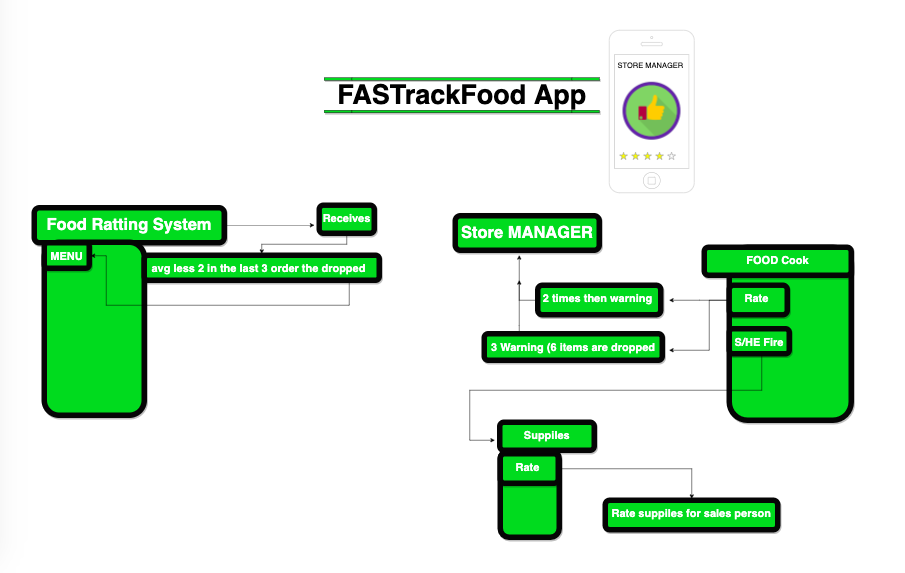 STORE MANAGER
FASTrackFood App
Food Ratting System
Receives
MENU
avg less 2 in the last 3 order the dropped
Store MANAGER
FOOD Cook
2 times then warning
Rate
3 Warning (6 items are dropped
S/HE Fire
Suppiles
Rate
Rate suppiles for sales person